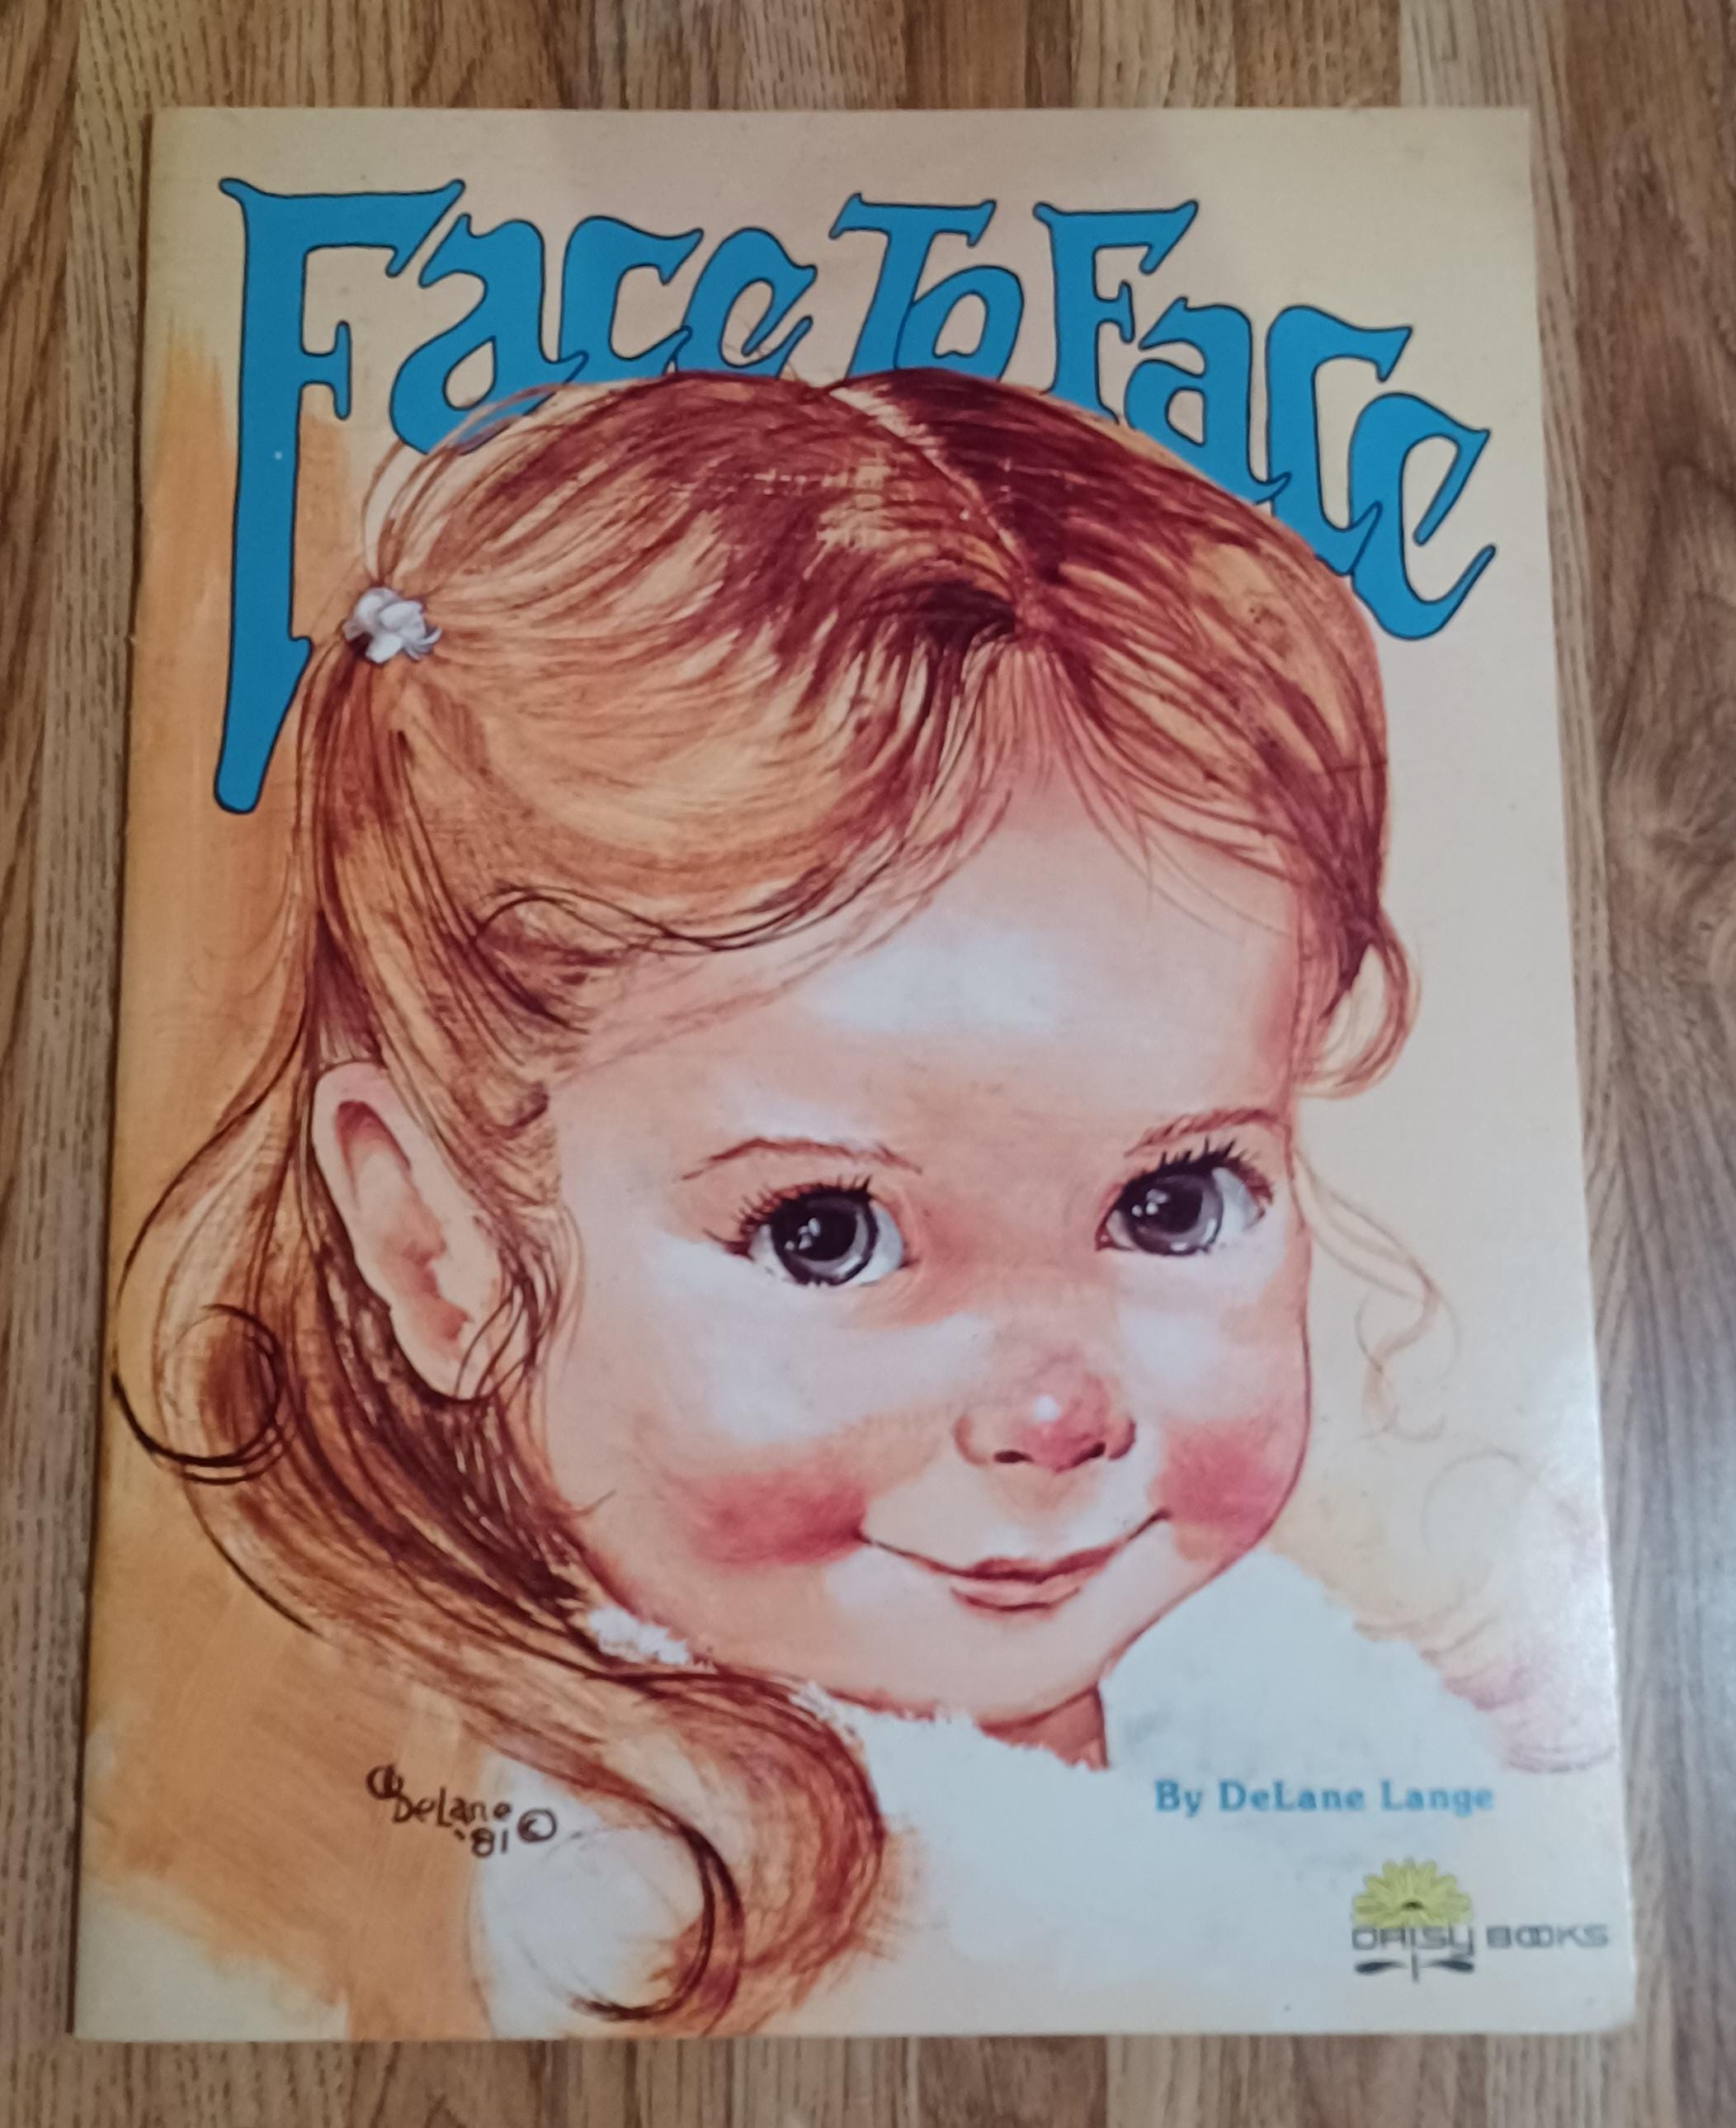 Face To Face
DeLane
'81 ©
By DeLane Lange
DAISY BOOKS